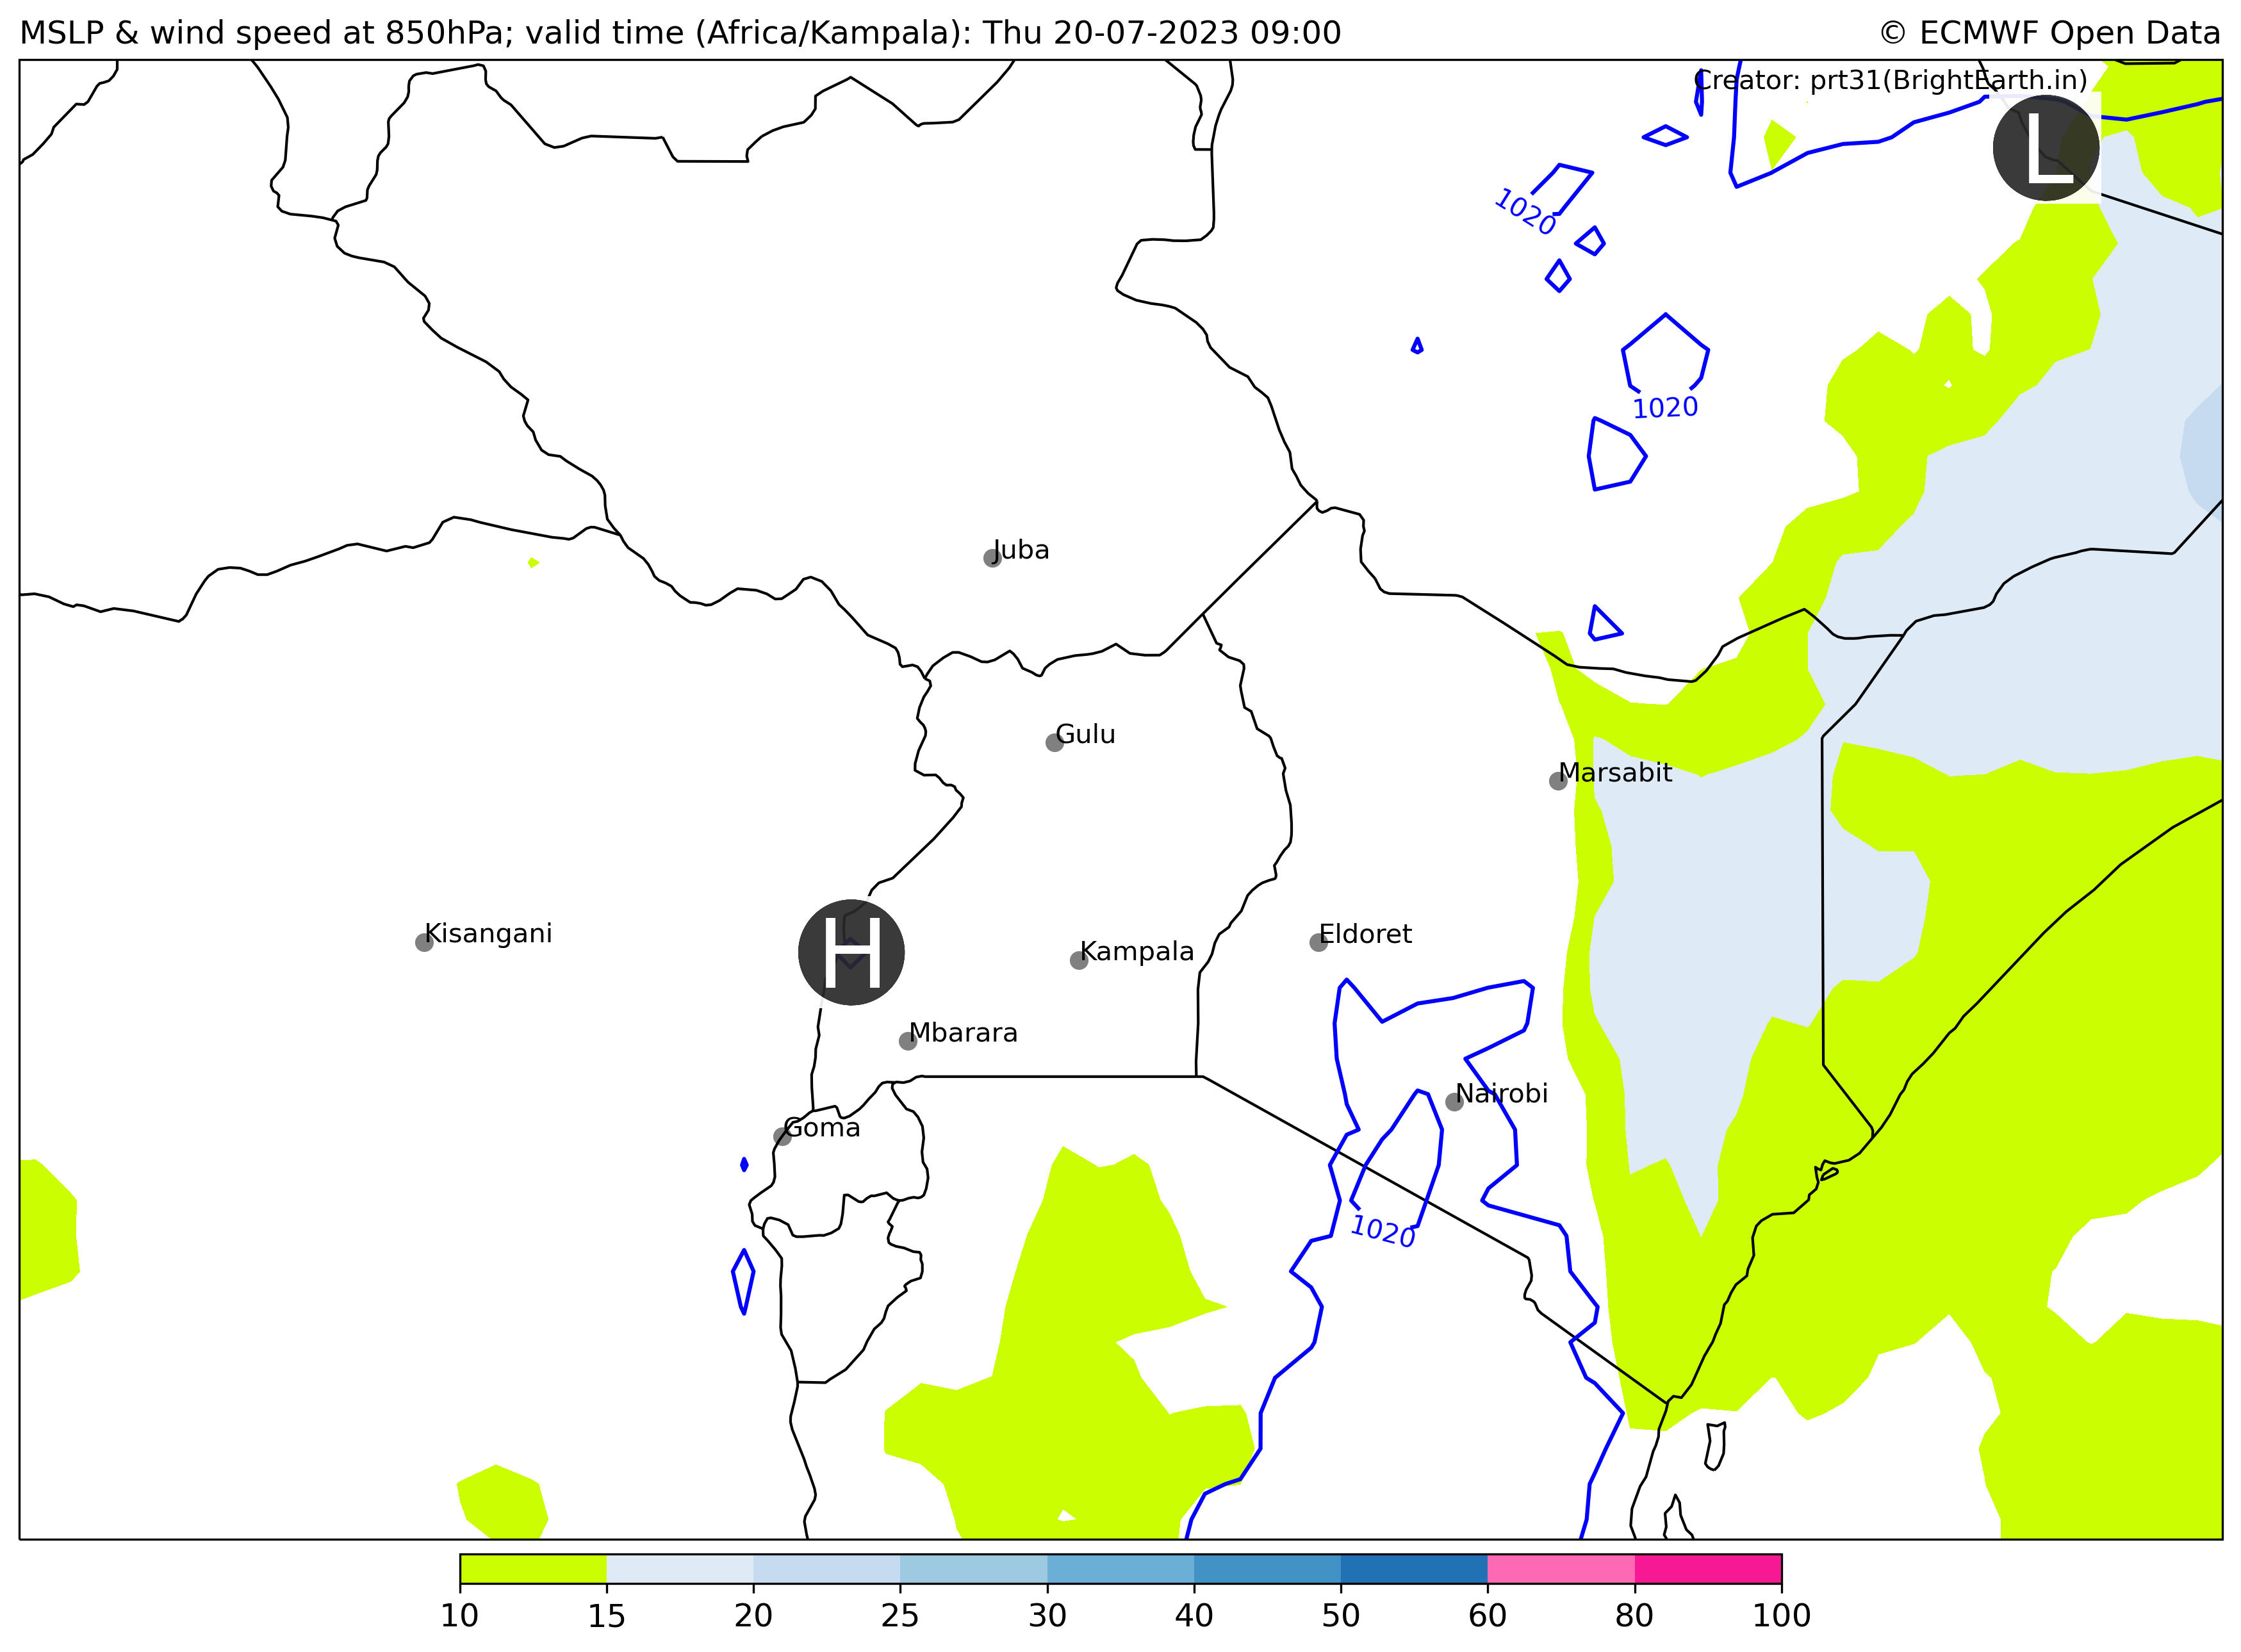 MSLP & wind speed at 850hPa; valid time (Africa/Kampala): Thu 20-07-2023 09:00
© ECMWF Open Data
Creator: prt31(BrightEarth.in)
L
1020
1020
Juba
Gulu
Marsabit
Kisangani
H
Kampala
Eldoret
Mbarara
Nairobi
Goma
1020
10 15 20 25 30 40 50 60 80 100